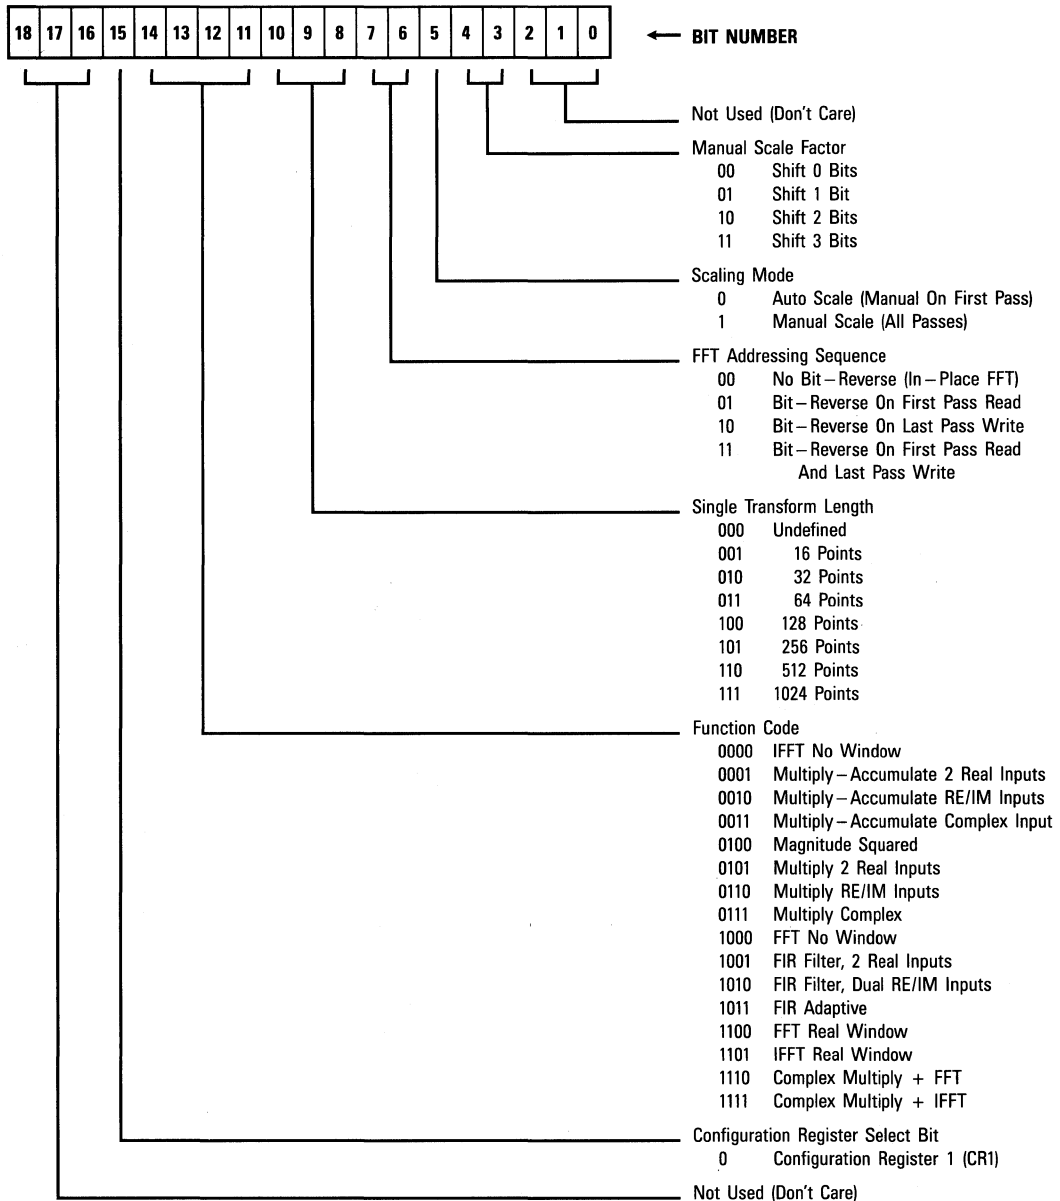 18 17 16 15 14 13 12 11 10 9 8 7 6 5 4 3 2 1 0 ← BIT NUMBER
Not Used (Don't Care)
Manual Scale Factor
00 Shift 0 Bits
01 Shift 1 Bit
10 Shift 2 Bits
11 Shift 3 Bits
Scaling Mode
0 Auto Scale (Manual On First Pass)
1 Manual Scale (All Passes)
FFT Addressing Sequence
00 No Bit–Reverse (In–Place FFT)
01 Bit–Reverse On First Pass Read
10 Bit–Reverse On Last Pass Write
11 Bit–Reverse On First Pass Read
And Last Pass Write
Single Transform Length
000 Undefined
001 16 Points
010 32 Points
011 64 Points
100 128 Points
101 256 Points
110 512 Points
111 1024 Points
Function Code
0000 IFFT No Window
0001 Multiply–Accumulate 2 Real Inputs
0010 Multiply–Accumulate RE/IM Inputs
0011 Multiply–Accumulate Complex Input
0100 Magnitude Squared
0101 Multiply 2 Real Inputs
0110 Multiply RE/IM Inputs
0111 Multiply Complex
1000 FFT No Window
1001 FIR Filter, 2 Real Inputs
1010 FIR Filter, Dual RE/IM Inputs
1011 FIR Adaptive
1100 FFT Real Window
1101 IFFT Real Window
1110 Complex Multiply + FFT
1111 Complex Multiply + IFFT
Configuration Register Select Bit
0 Configuration Register 1 (CR1)
Not Used (Don't Care)